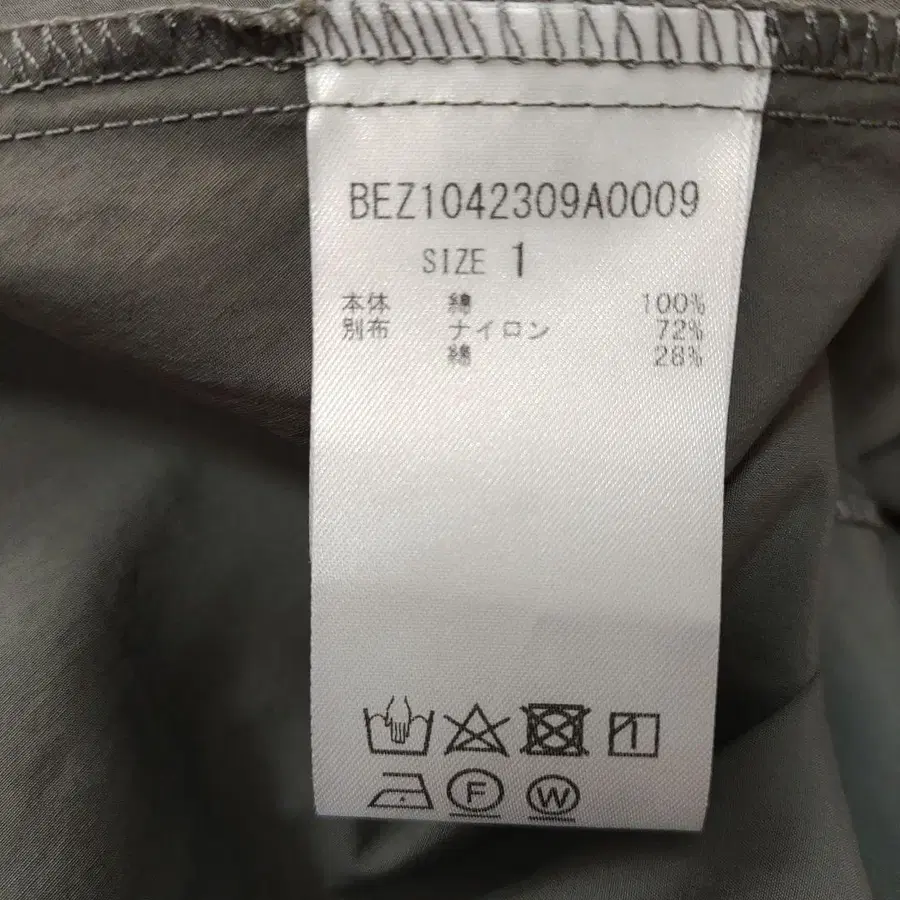 BEZ1042309A0009
SIZE 1
本体 綿 100%
別布 ナイロン 72%
綿 28%
F W